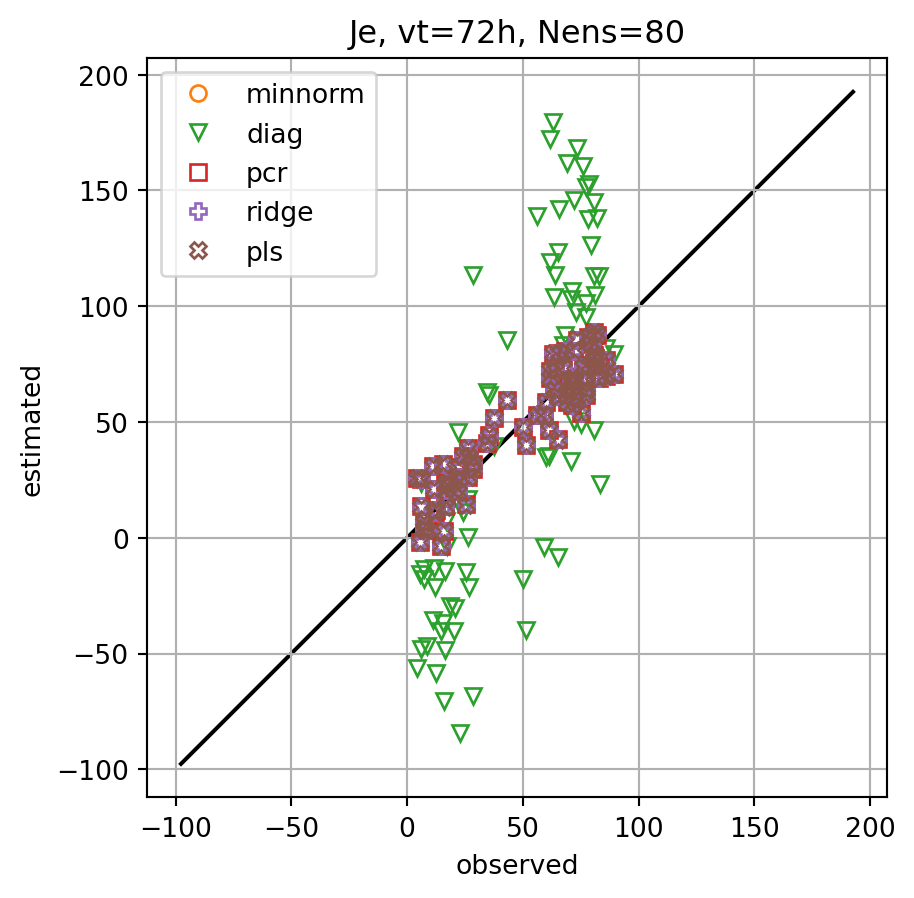 Je, vt=72h, Nens=80
200
150
100
50
0
−50
−100
estimated
minnorm
diag
pcr
ridge
pls
−100 −50 0 50 100 150 200
observed